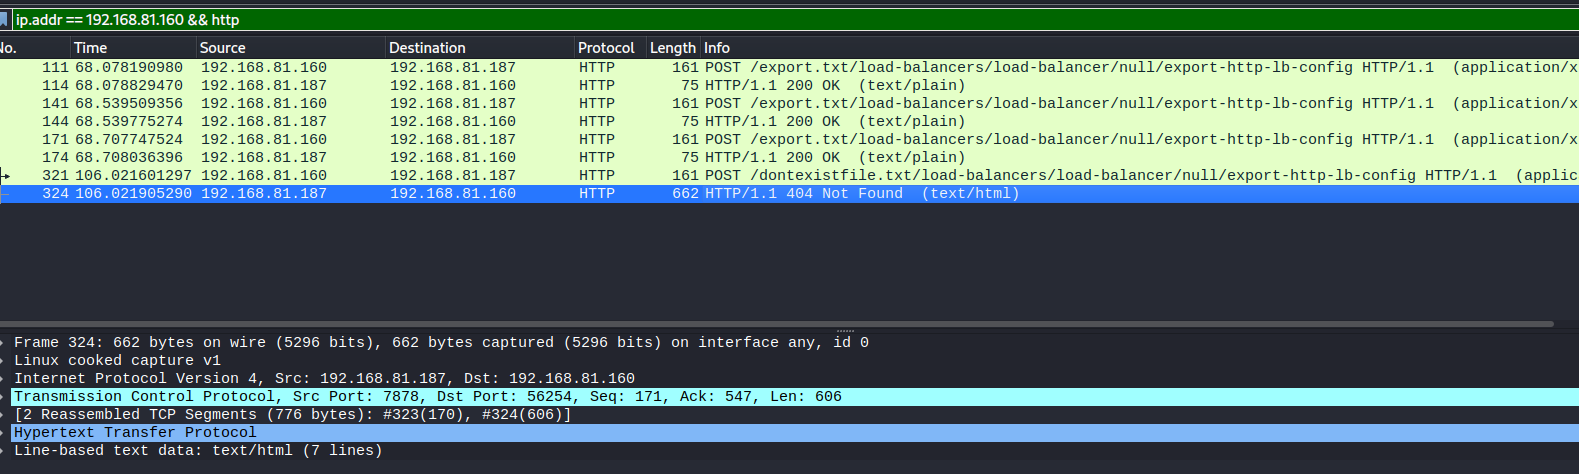 ip.addr == 192.168.81.160 && http
No. Time Source Destination Protocol Length Info
111 68.078190980 192.168.81.160 192.168.81.187 HTTP 161 POST /export.txt/load-balancers/load-balancer/null/export-http-lb-config HTTP/1.1 (application/x
114 68.078829470 192.168.81.187 192.168.81.160 HTTP 75 HTTP/1.1 200 OK (text/plain)
141 68.539509356 192.168.81.160 192.168.81.187 HTTP 161 POST /export.txt/load-balancers/load-balancer/null/export-http-lb-config HTTP/1.1 (application/x
144 68.539775274 192.168.81.187 192.168.81.160 HTTP 75 HTTP/1.1 200 OK (text/plain)
171 68.707747524 192.168.81.160 192.168.81.187 HTTP 161 POST /export.txt/load-balancers/load-balancer/null/export-http-lb-config HTTP/1.1 (application/x
174 68.708036396 192.168.81.187 192.168.81.160 HTTP 75 HTTP/1.1 200 OK (text/plain)
321 106.021601297 192.168.81.160 192.168.81.187 HTTP 161 POST /dontexistfile.txt/load-balancers/load-balancer/null/export-http-lb-config HTTP/1.1 (applic
324 106.021905290 192.168.81.187 192.168.81.160 HTTP 662 HTTP/1.1 404 Not Found (text/html)
Frame 324: 662 bytes on wire (5296 bits), 662 bytes captured (5296 bits) on interface any, id 0
Linux cooked capture v1
Internet Protocol Version 4, Src: 192.168.81.187, Dst: 192.168.81.160
Transmission Control Protocol, Src Port: 7878, Dst Port: 56254, Seq: 171, Ack: 547, Len: 606
[2 Reassembled TCP Segments (776 bytes): #323(170), #324(606)]
Hypertext Transfer Protocol
Line-based text data: text/html (7 lines)